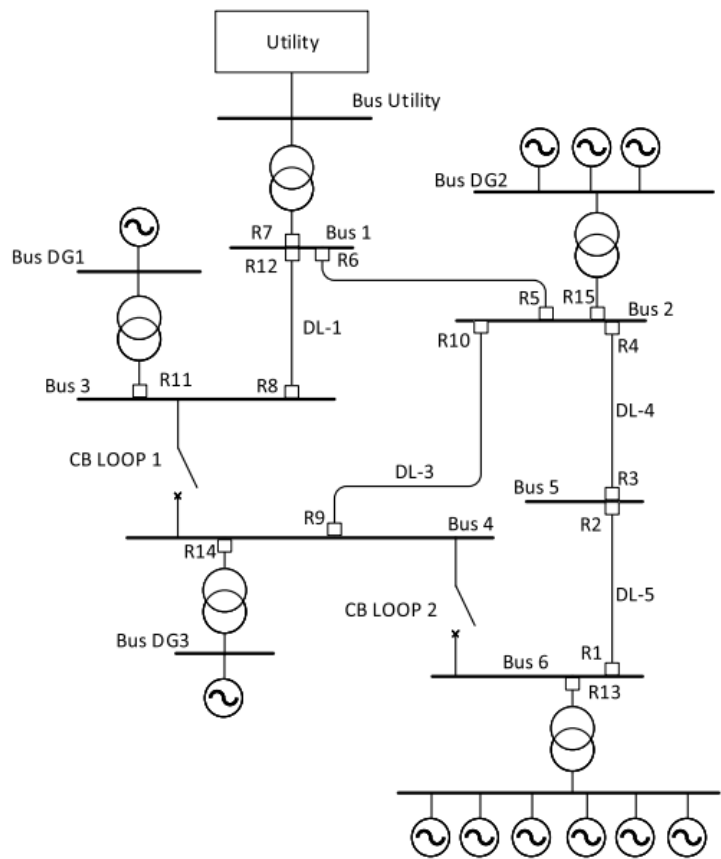 Utility
Bus Utility
Bus DG2
R7
Bus 1
R12
R6
Bus DG1
R5
R15
Bus 2
R10
R4
DL-1
Bus 3
R11
R8
DL-4
CB LOOP 1
DL-3
R3
Bus 5
R9
Bus 4
R2
R14
DL-5
CB LOOP 2
Bus DG3
Bus 6
R1
R13